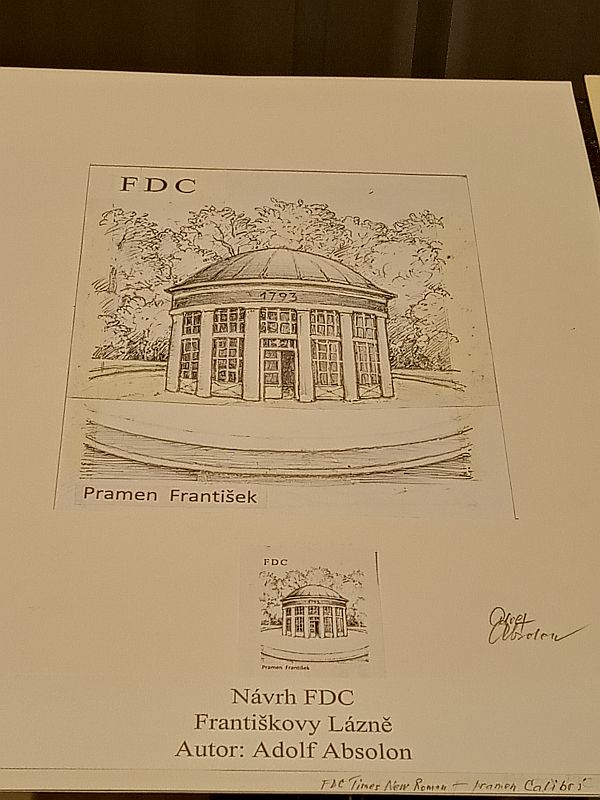 FDC
1793
Pramen František
FDC
Pramen František
Adolf Absolon
Návrh FDC
Františkovy Lázně
Autor: Adolf Absolon
FDC Times New Roman – Pramen Calibri